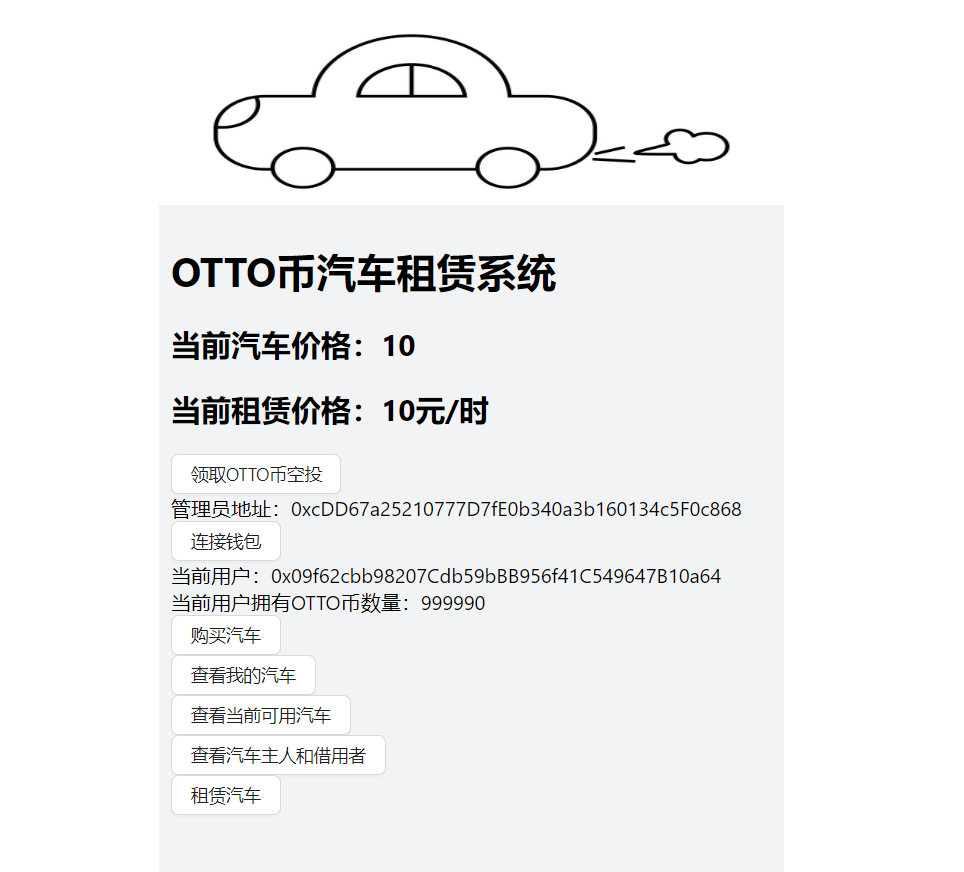 OTTO币汽车租赁系统
当前汽车价格：10
当前租赁价格：10元/时
领取OTTO币空投
管理员地址：0xcDD67a25210777D7fE0b340a3b160134c5F0c868
连接钱包
当前用户：0x09f62cbb98207Cdb59bBB956f41C549647B10a64
当前用户拥有OTTO币数量：999990
购买汽车
查看我的汽车
查看当前可用汽车
查看汽车主人和借用者
租赁汽车